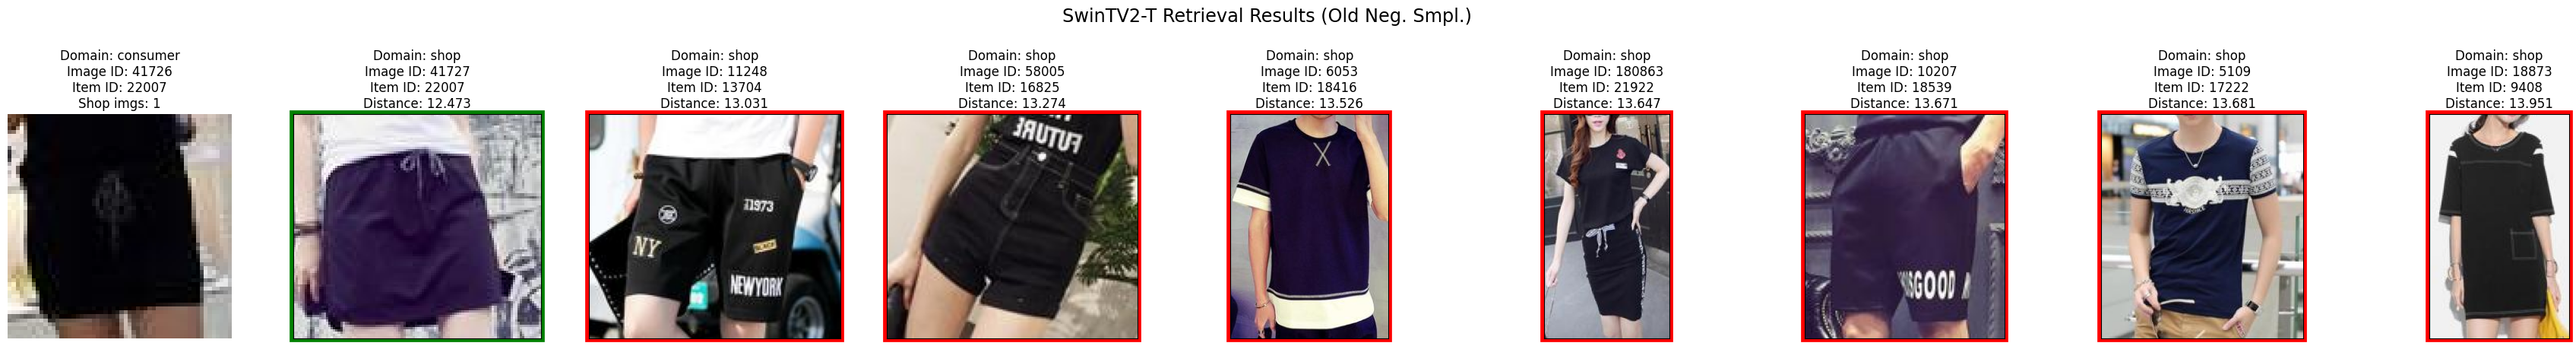 SwinTV2-T Retrieval Results (Old Neg. Smpl.)
Domain: consumer
Image ID: 41726
Item ID: 22007
Shop imgs: 1
Domain: shop
Image ID: 41727
Item ID: 22007
Distance: 12.473
Domain: shop
Image ID: 11248
Item ID: 13704
Distance: 13.031
Domain: shop
Image ID: 58005
Item ID: 16825
Distance: 13.274
Domain: shop
Image ID: 6053
Item ID: 18416
Distance: 13.526
Domain: shop
Image ID: 180863
Item ID: 21922
Distance: 13.647
Domain: shop
Image ID: 10207
Item ID: 18539
Distance: 13.671
Domain: shop
Image ID: 5109
Item ID: 17222
Distance: 13.681
Domain: shop
Image ID: 18873
Item ID: 9408
Distance: 13.951
1973
NY
BLACK
NEWYORK
FUTURE